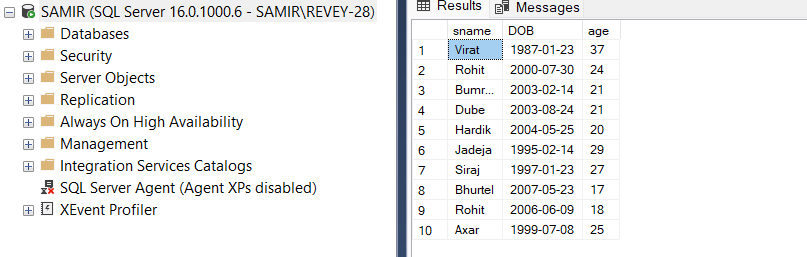 SAMIR (SQL Server 16.0.1000.6 - SAMIR\REVEY-28)
Databases
Security
Server Objects
Replication
Always On High Availability
Management
Integration Services Catalogs
SQL Server Agent (Agent XPs disabled)
XEvent Profiler
Results Messages
sname DOB age
1 Virat 1987-01-23 37
2 Rohit 2000-07-30 24
3 Bumr... 2003-02-14 21
4 Dube 2003-08-24 21
5 Hardik 2004-05-25 20
6 Jadeja 1995-02-14 29
7 Siraj 1997-01-23 27
8 Bhurtel 2007-05-23 17
9 Rohit 2006-06-09 18
10 Axar 1999-07-08 25